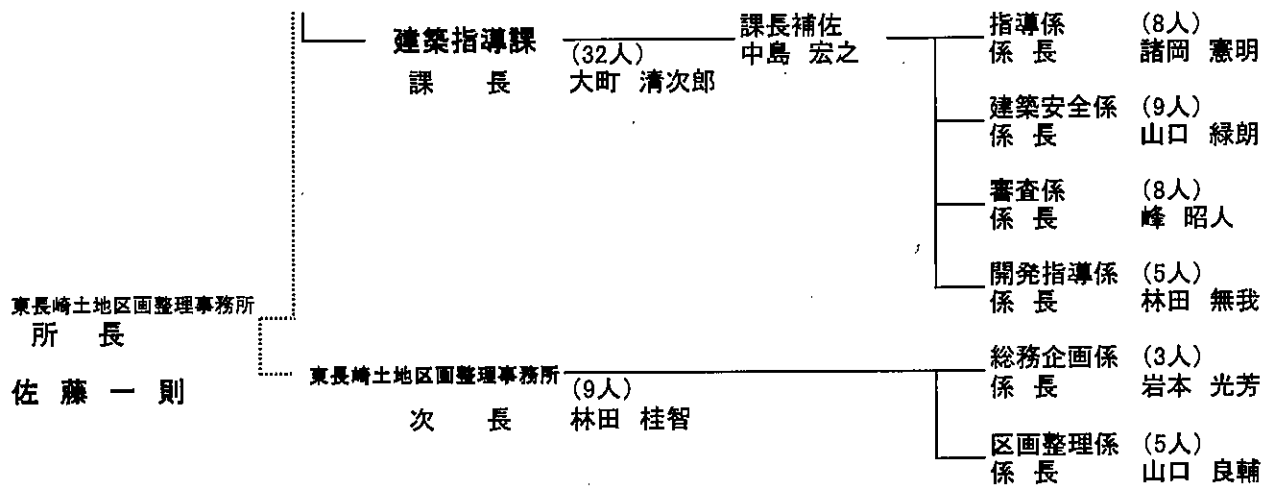 建築指導課
(32人)
課 長 大町 清次郎
課長補佐
中島 宏之
指導係 (8人)
係 長 諸岡 憲明
建築安全係 (9人)
係 長 山口 緑朗
審査係 (8人)
係 長 峰 昭人
開発指導係 (5人)
係 長 林田 無我
東長崎土地区画整理事務所
所 長
佐 藤 一 則
東長崎土地区画整理事務所
(9人)
次 長 林田 桂智
総務企画係 (3人)
係 長 岩本 光芳
区画整理係 (5人)
係 長 山口 良輔